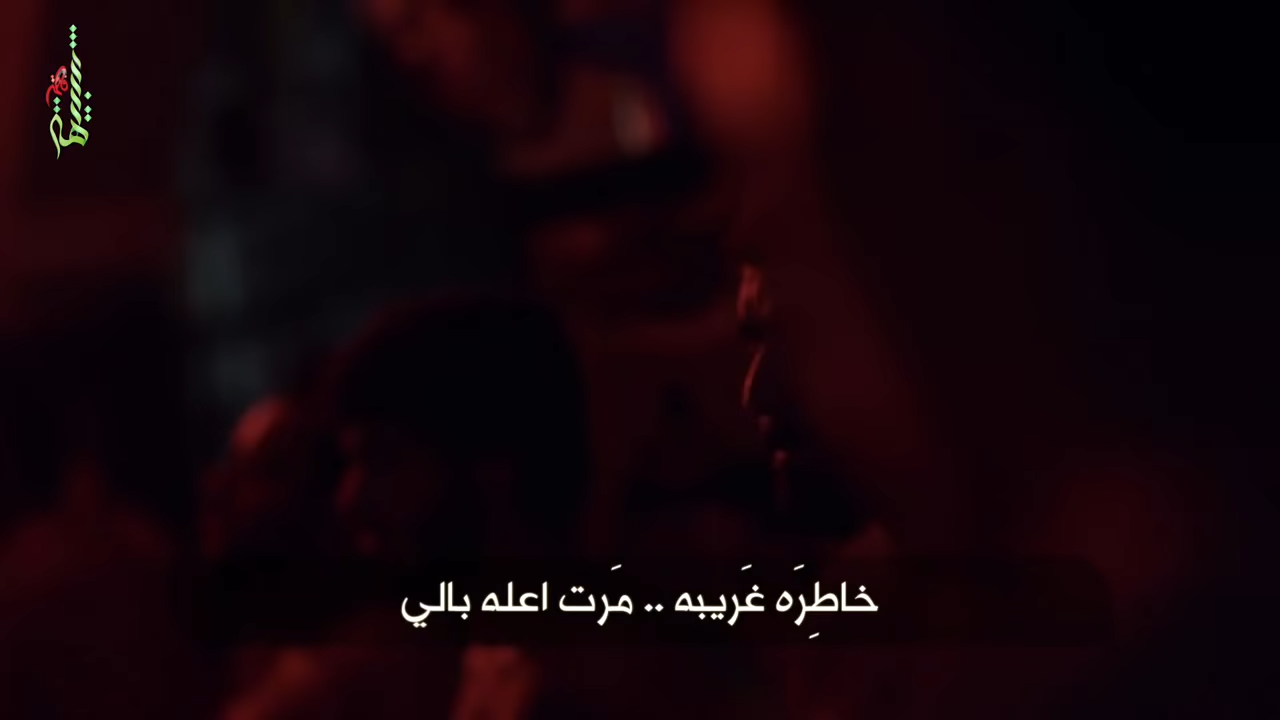 خاطِرَه غَريبه .. مَرت اعله بالي